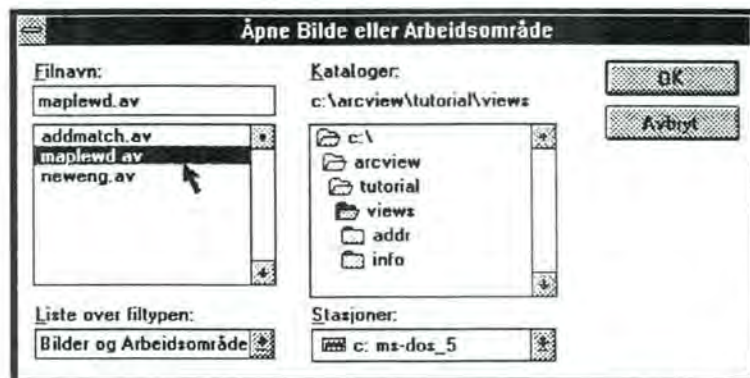 Åpne Bilde eller Arbeidsområde
Filnavn:
maplewd.av
addmatch.av
maplewd.av
neweng.av
Liste over filtypen:
Bilder og Arbeidsområde
Kataloger:
c:\arcview\tutorial\views
c:\
arcview
tutorial
views
addr
info
Stasjoner:
c: ms-dos_5
OK
Avbryt